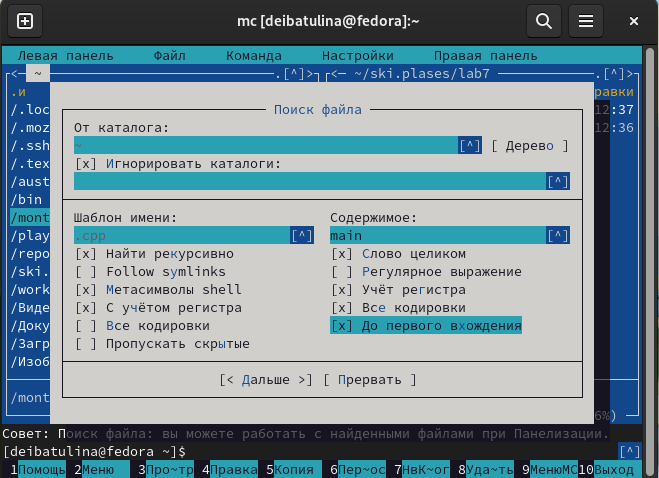 mc [deibatulina@fedora]:~
Левая панель Файл Команда Настройки Правая панель
~ .[^] ~/ski.plases/lab7 .[^]
.и равки
/.loc 12:37
/.moz 12:36
/.ssh
/.tex
/aust
/bin
/mont
/play
/repo
/ski.
/work
/Виде
/Доку
/Загр
/Изоб
Поиск файла
От каталога:
~ [^] [ Дерево ]
[x] Игнорировать каталоги:
[^]
Шаблон имени: Содержимое:
.cpp [^] main [^]
[x] Найти рекурсивно [x] Слово целиком
[ ] Follow symlinks [ ] Регулярное выражение
[x] Метасимволы shell [x] Учёт регистра
[x] С учётом регистра [x] Все кодировки
[ ] Все кодировки [x] До первого вхождения
[ ] Пропускать скрытые
[< Дальше >] [ Прервать ]
/mont
6%)
Совет: Поиск файла: вы можете работать с найденными файлами при Панелизации.
[deibatulina@fedora ~]$ [^]
1Помощь 2Меню 3Про~тр 4Правка 5Копия 6Пер~ос 7НвК~ог 8Уда~ть 9МенюMC 10Выход